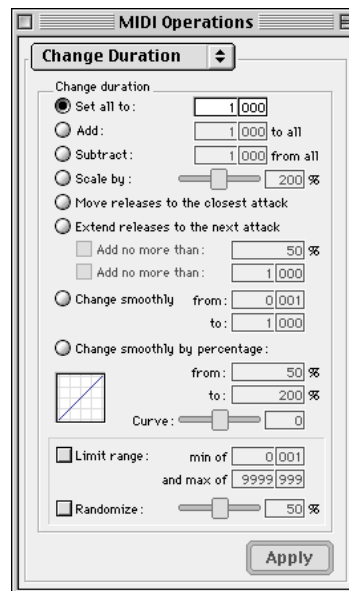 MIDI Operations
Change Duration
Change duration
Set all to: 1 000
Add: 1 000 to all
Subtract: 1 000 from all
Scale by: 200 %
Move releases to the closest attack
Extend releases to the next attack
Add no more than: 50 %
Add no more than: 1 000
Change smoothly from: 0 001
to: 1 000
Change smoothly by percentage:
from: 50 %
to: 200 %
Curve: 0
Limit range: min of 0 001
and max of 9999 999
Randomize: 50 %
Apply